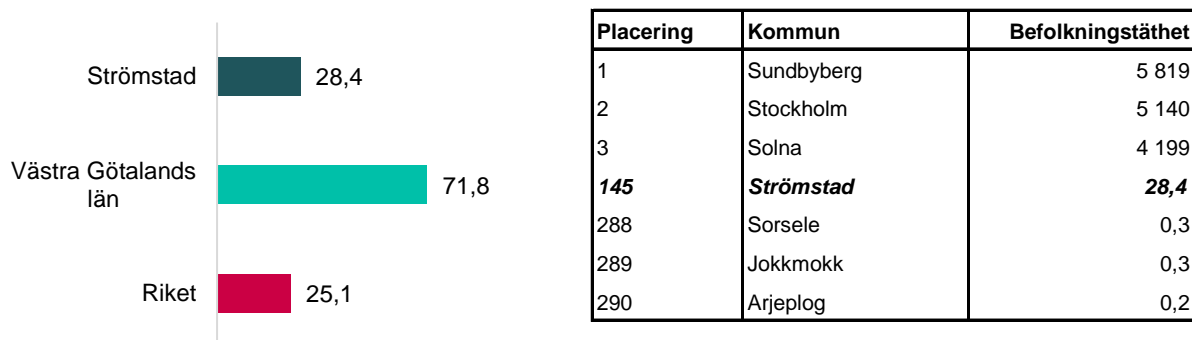 Strömstad 28,4
Västra Götalands
län 71,8
Riket 25,1
Placering Kommun Befolkningstäthet
1 Sundbyberg 5 819
2 Stockholm 5 140
3 Solna 4 199
145 Strömstad 28,4
288 Sorsele 0,3
289 Jokkmokk 0,3
290 Arjeplog 0,2